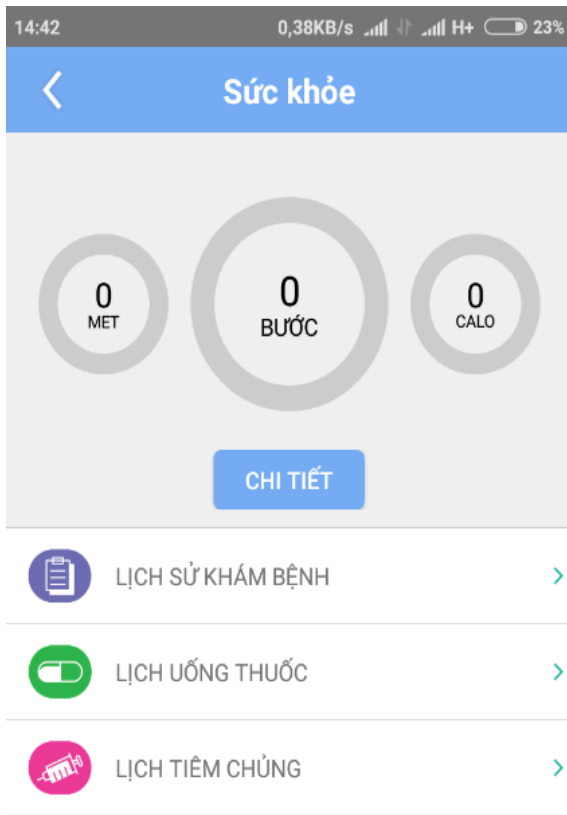 14:42 0,38KB/s H+ 23%
Sức khỏe
0
MET
0
BƯỚC
0
CALO
CHI TIẾT
LỊCH SỬ KHÁM BỆNH
LỊCH UỐNG THUỐC
LỊCH TIÊM CHỦNG